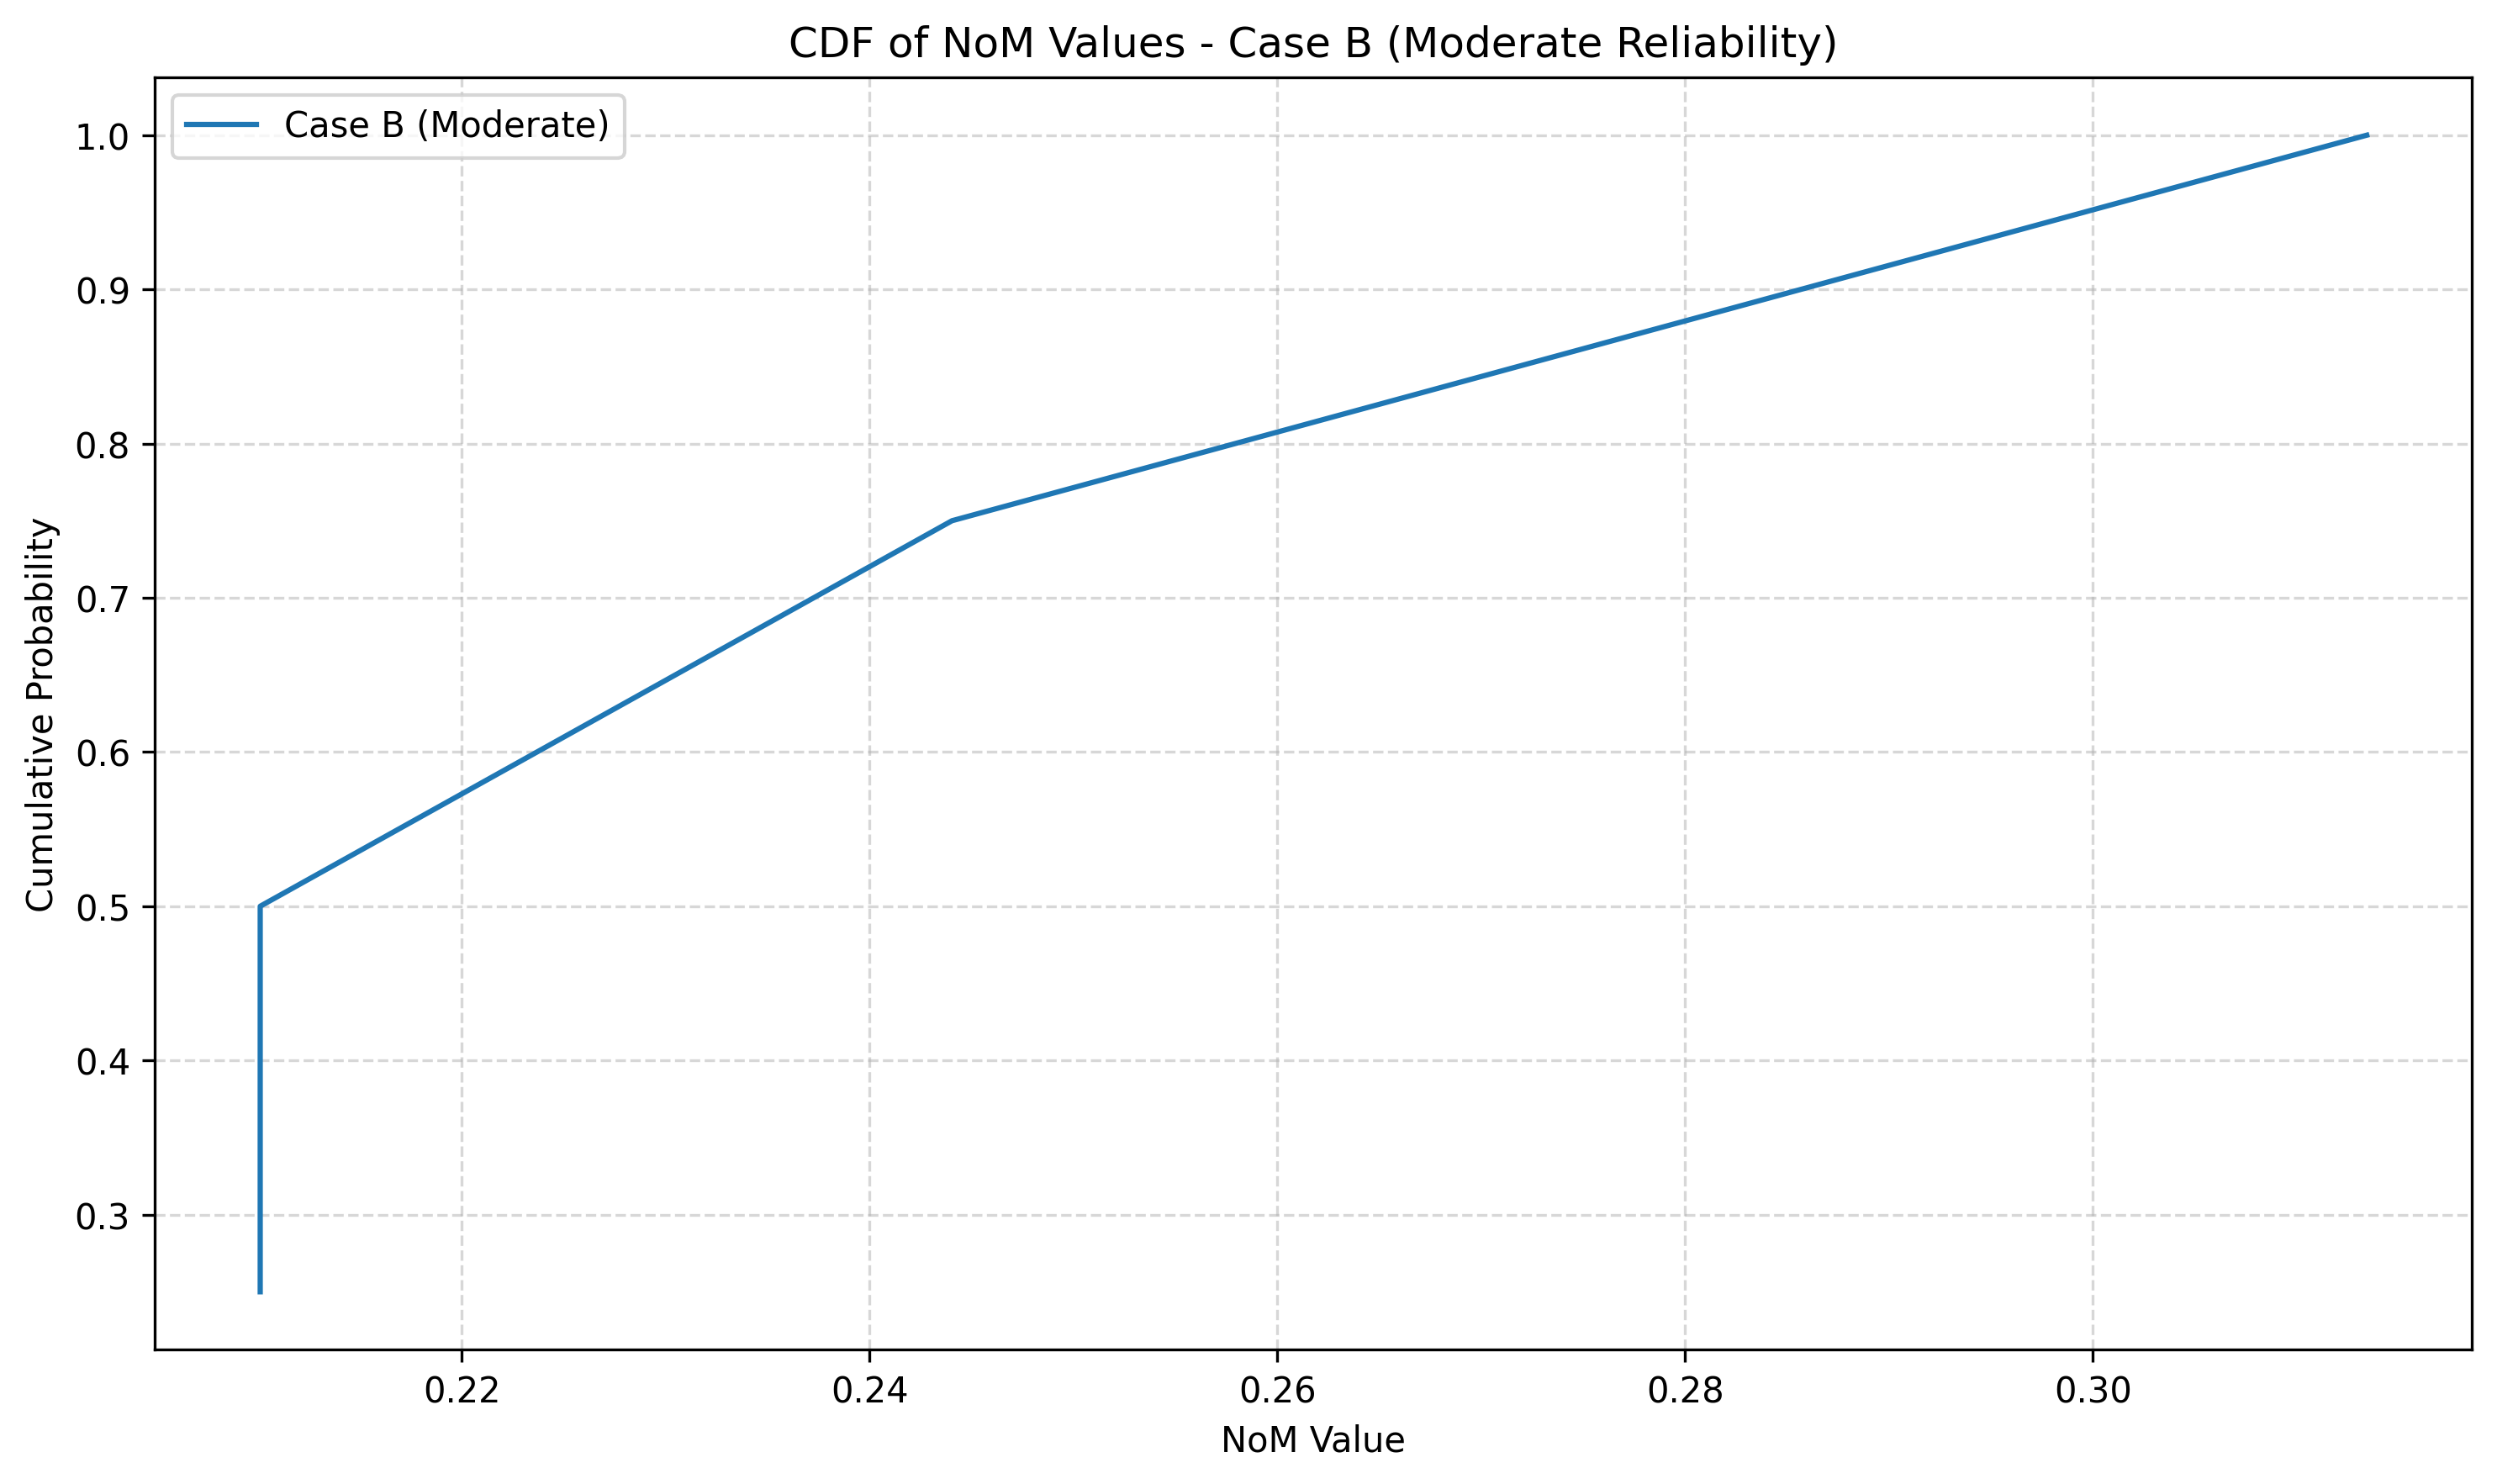 CDF of NoM Values - Case B (Moderate Reliability)
Case B (Moderate)
1.0
0.9
0.8
0.7
0.6
0.5
0.4
0.3
Cumulative Probability
0.22 0.24 0.26 0.28 0.30
NoM Value